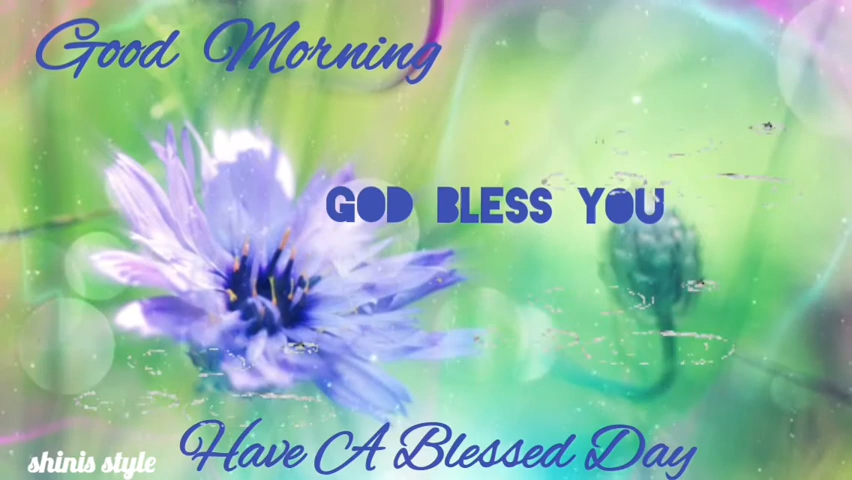 Good Morning
GOD BLESS YOU
Have A Blessed Day
shinis style